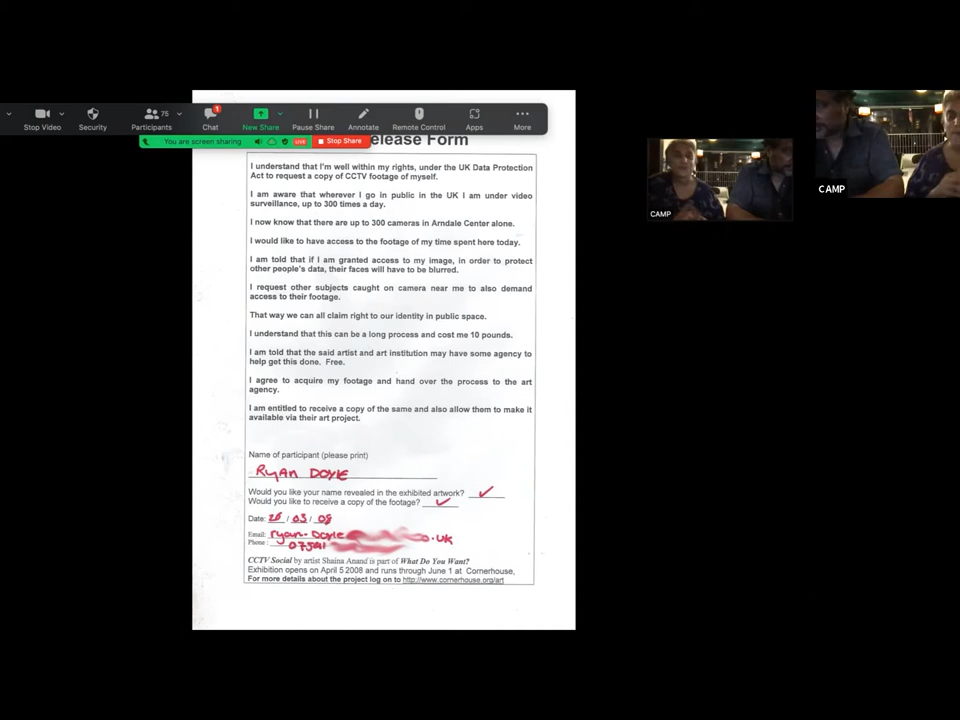 75
1
Stop Video
Security
Participants
Chat
New Share
Pause Share
Annotate
Remote Control
Apps
More
You are screen sharing
LIVE
Stop Share
elease Form
I understand that I'm well within my rights, under the UK Data Protection
Act to request a copy of CCTV footage of myself.
I am aware that wherever I go in public in the UK I am under video
surveillance, up to 300 times a day.
I now know that there are up to 300 cameras in Arndale Center alone.
I would like to have access to the footage of my time spent here today.
I am told that if I am granted access to my image, in order to protect
other people's data, their faces will have to be blurred.
I request other subjects caught on camera near me to also demand
access to their footage.
That way we can all claim right to our identity in public space.
I understand that this can be a long process and cost me 10 pounds.
I am told that the said artist and art institution may have some agency to
help get this done. Free.
I agree to acquire my footage and hand over the process to the art
agency.
I am entitled to receive a copy of the same and also allow them to make it
available via their art project.
Name of participant (please print)
RYAN DOYLE
Would you like your name revealed in the exhibited artwork?
Would you like to receive a copy of the footage?
Date: / 03 / 08
Email: ryan-Doyle .UK
Phone :
CCTV Social by artist Shaina Anand is part of What Do You Want?
Exhibition opens on April 5 2008 and runs through June 1 at Cornerhouse,
For more details about the project log on to http://www.cornerhouse.org/art
CAMP
CAMP